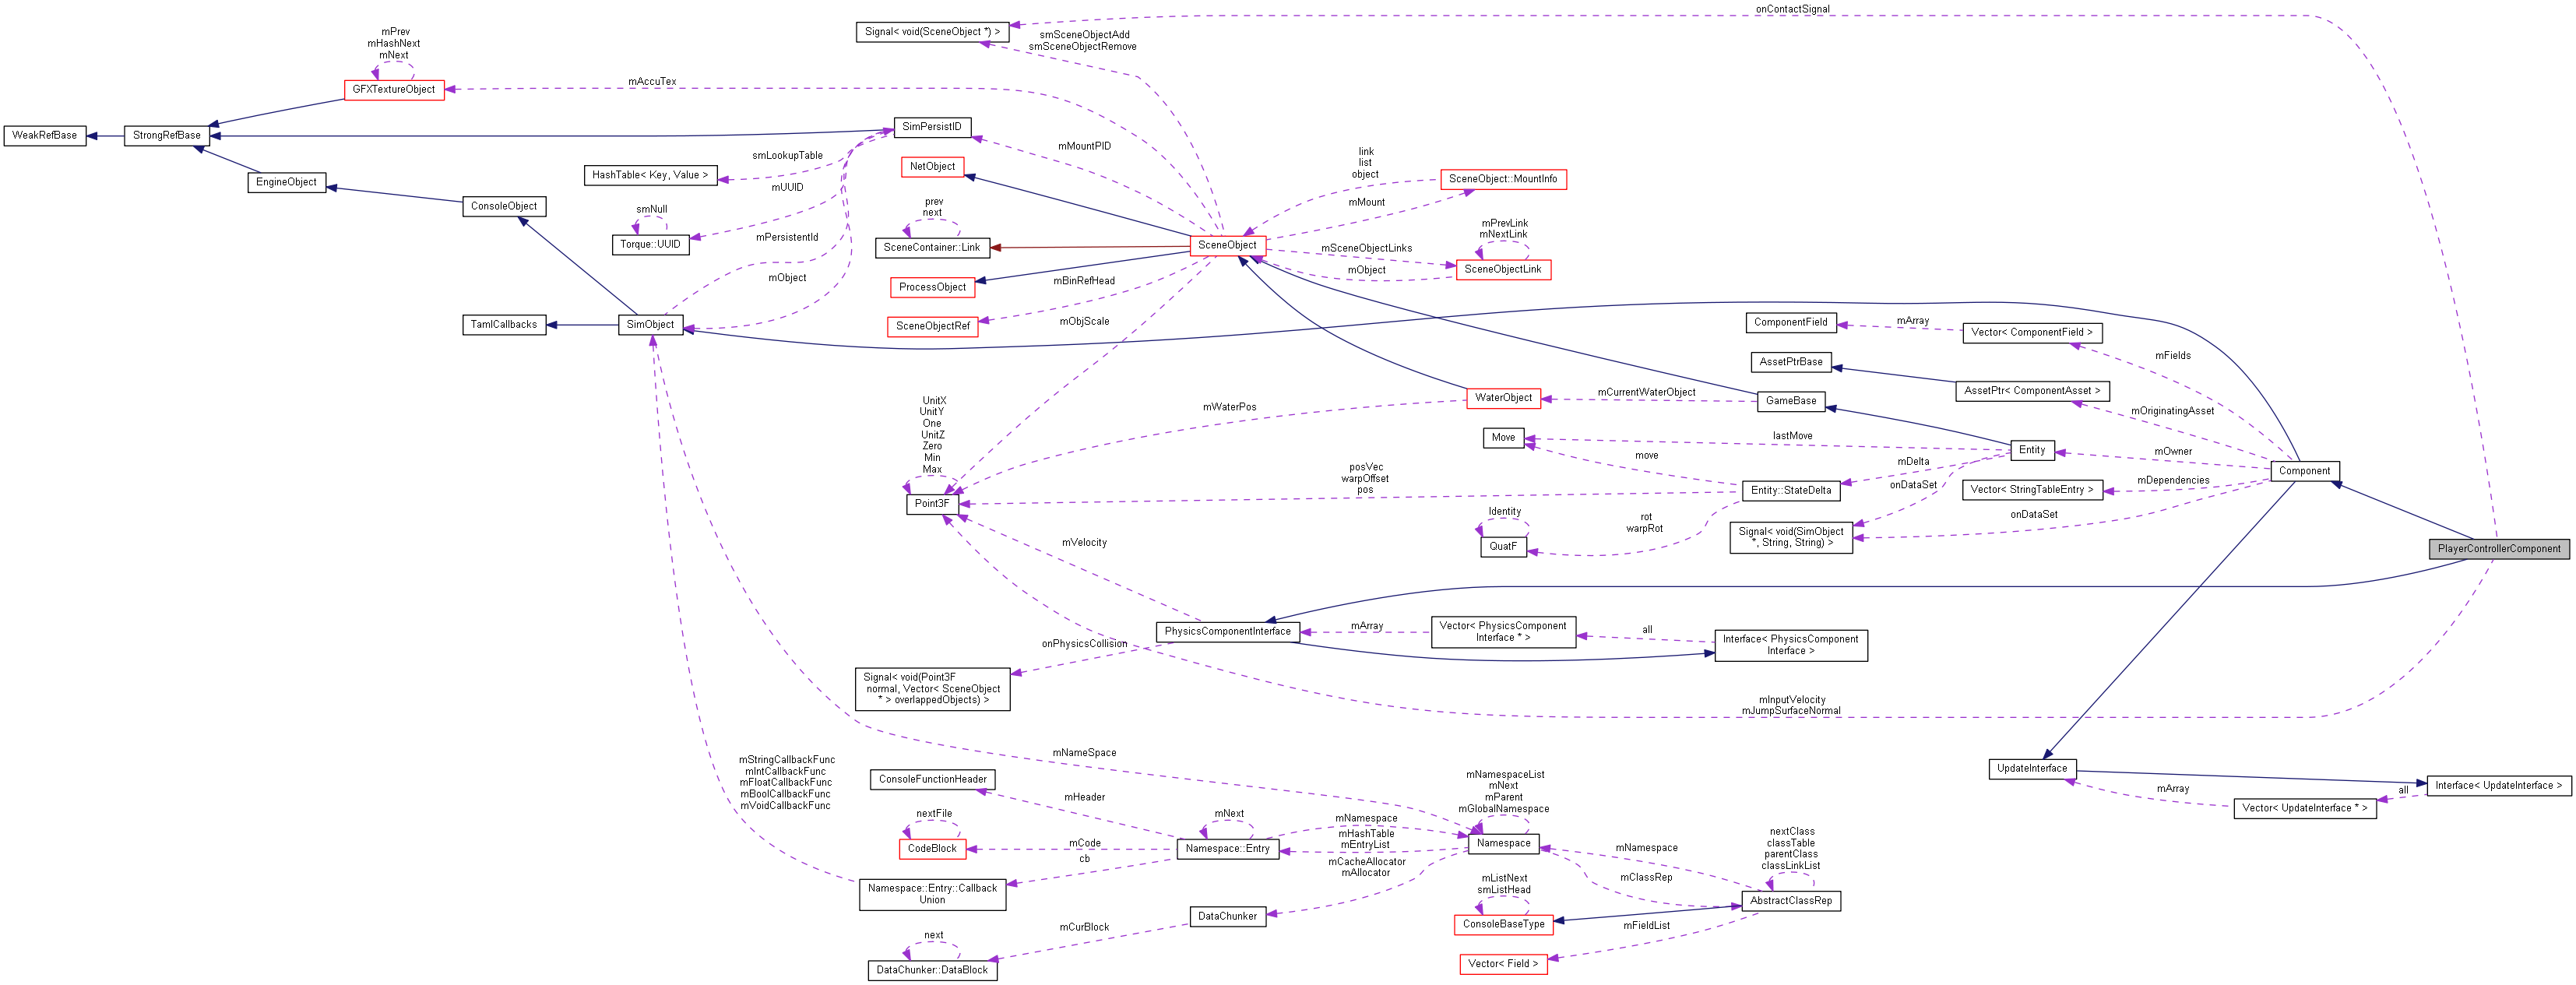 onContactSignal
Signal< void(SceneObject *) >
mPrev
mHashNext
mNext
smSceneObjectAdd
smSceneObjectRemove
GFXTextureObject
mAccuTex
WeakRefBase
StrongRefBase
SimPersistID
mMountPID
smLookupTable
HashTable< Key, Value >
EngineObject
mUUID
NetObject
link
list
object
SceneObject::MountInfo
mMount
ConsoleObject
smNull
Torque::UUID
mPersistentId
prev
next
SceneContainer::Link
SceneObject
mPrevLink
mNextLink
mSceneObjectLinks
SceneObjectLink
mObject
mObject
ProcessObject
mBinRefHead
SceneObjectRef
mObjScale
TamlCallbacks
SimObject
ComponentField
mArray
Vector< ComponentField >
mFields
AssetPtrBase
AssetPtr< ComponentAsset >
mOriginatingAsset
WaterObject
mCurrentWaterObject
GameBase
mWaterPos
UnitX
UnitY
One
UnitZ
Zero
Min
Max
Point3F
Move
lastMove
move
Entity
mOwner
Component
mDelta
onDataSet
posVec
warpOffset
pos
Entity::StateDelta
Vector< StringTableEntry >
mDependencies
onDataSet
Identity
QuatF
rot
warpRot
Signal< void(SimObject
*, String, String) >
PlayerControllerComponent
mVelocity
PhysicsComponentInterface
mArray
Vector< PhysicsComponent
Interface * >
all
Interface< PhysicsComponent
Interface >
onPhysicsCollision
Signal< void(Point3F
normal, Vector< SceneObject
* > overlappedObjects) >
mInputVelocity
mJumpSurfaceNormal
mNameSpace
mStringCallbackFunc
mIntCallbackFunc
mFloatCallbackFunc
mBoolCallbackFunc
mVoidCallbackFunc
ConsoleFunctionHeader
mHeader
UpdateInterface
Interface< UpdateInterface >
mArray
Vector< UpdateInterface * >
all
nextFile
CodeBlock
mCode
mNext
Namespace::Entry
cb
mNamespace
mHashTable
mEntryList
mNamespaceList
mNext
mParent
mGlobalNamespace
Namespace
mCacheAllocator
mAllocator
mNamespace
mClassRep
nextClass
classTable
parentClass
classLinkList
AbstractClassRep
Namespace::Entry::Callback
Union
mListNext
smListHead
ConsoleBaseType
mFieldList
Vector< Field >
DataChunker
mCurBlock
next
DataChunker::DataBlock